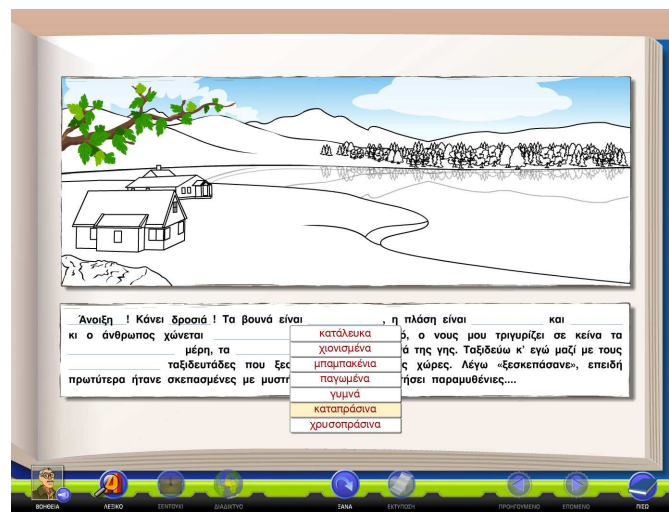 Άνοιξη ! Κάνει δροσιά ! Τα βουνά είναι , η πλάση είναι και
κι ο άνθρωπος χώνεται ό, ο νους μου τριγυρίζει σε κείνα τα
μέρη, τα ά της γης. Ταξιδεύω κ' εγώ μαζί με τους
ταξιδευτάδες που ξεσ ς χώρες. Λέγω «ξεσκεπάσανε», επειδή
πρωτύτερα ήτανε σκεπασμένες με μυστή τήσει παραμυθένιες....
κατάλευκα
χιονισμένα
μπαμπακένια
παγωμένα
γυμνά
καταπράσινα
χρυσοπράσινα
ΒΟΗΘΕΙΑ ΛΕΞΙΚΟ ΣΕΝΤΟΥΚΙ ΔΙΑΔΙΚΤΥΟ ΞΑΝΑ ΕΚΤΥΠΩΣΗ ΠΡΟΗΓΟΥΜΕΝΟ ΕΠΟΜΕΝΟ ΠΙΣΩ